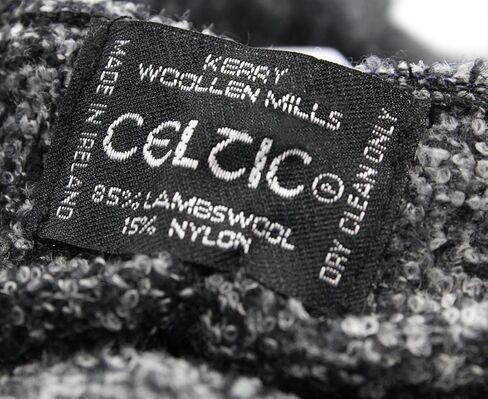 KERRY
WOOLLEN MILLS
CELTIC
85% LAMBSWOOL
15% NYLON
MADE IN IRELAND
DRY CLEAN ONLY
Ⓟ